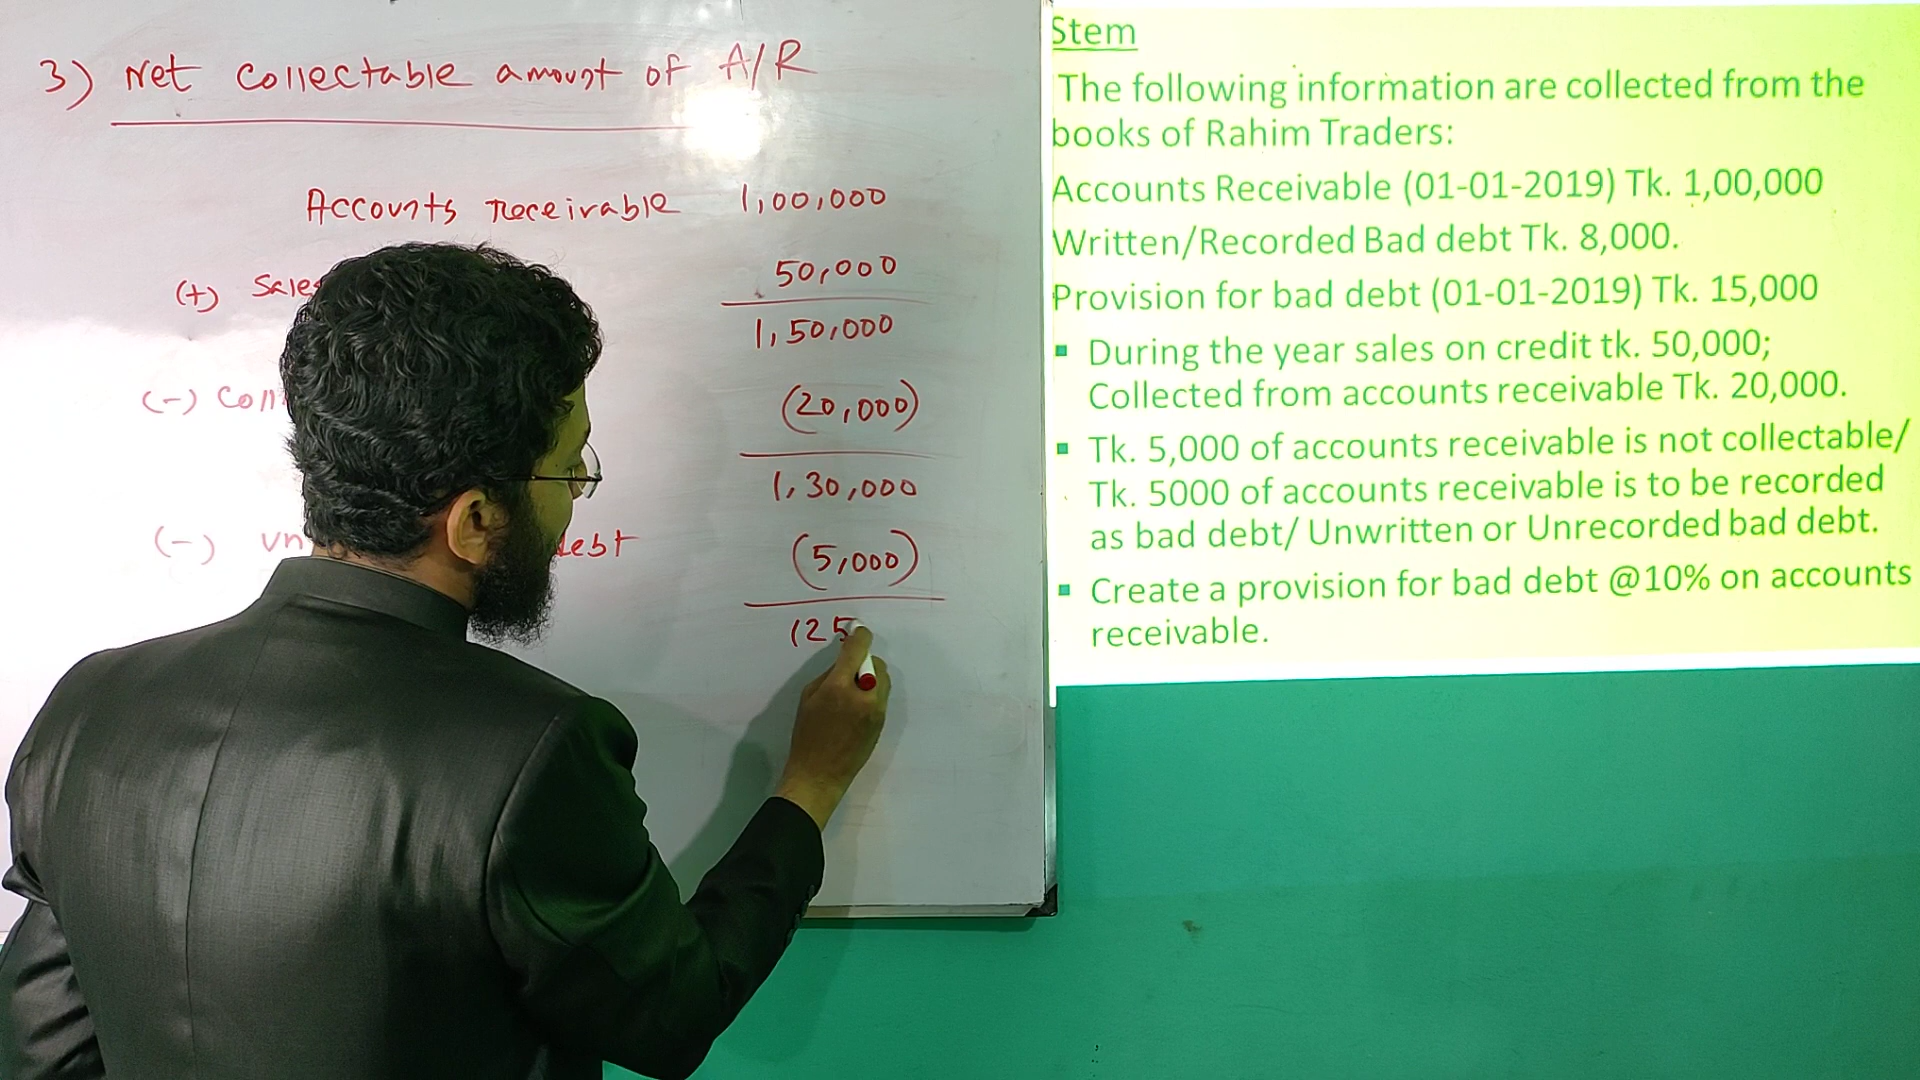 3) Net Collectable amount of A/R
Accounts receivable 1,00,000
(+) Sales 50,000
1,50,000
(-) (20,000)
1,30,000
(-) debt (5,000)
125
Stem
The following information are collected from the
books of Rahim Traders:
Accounts Receivable (01-01-2019) Tk. 1,00,000
Written/Recorded Bad debt Tk. 8,000.
Provision for bad debt (01-01-2019) Tk. 15,000
▪ During the year sales on credit tk. 50,000;
Collected from accounts receivable Tk. 20,000.
▪ Tk. 5,000 of accounts receivable is not collectable/
Tk. 5000 of accounts receivable is to be recorded
as bad debt/ Unwritten or Unrecorded bad debt.
▪ Create a provision for bad debt @10% on accounts
receivable.